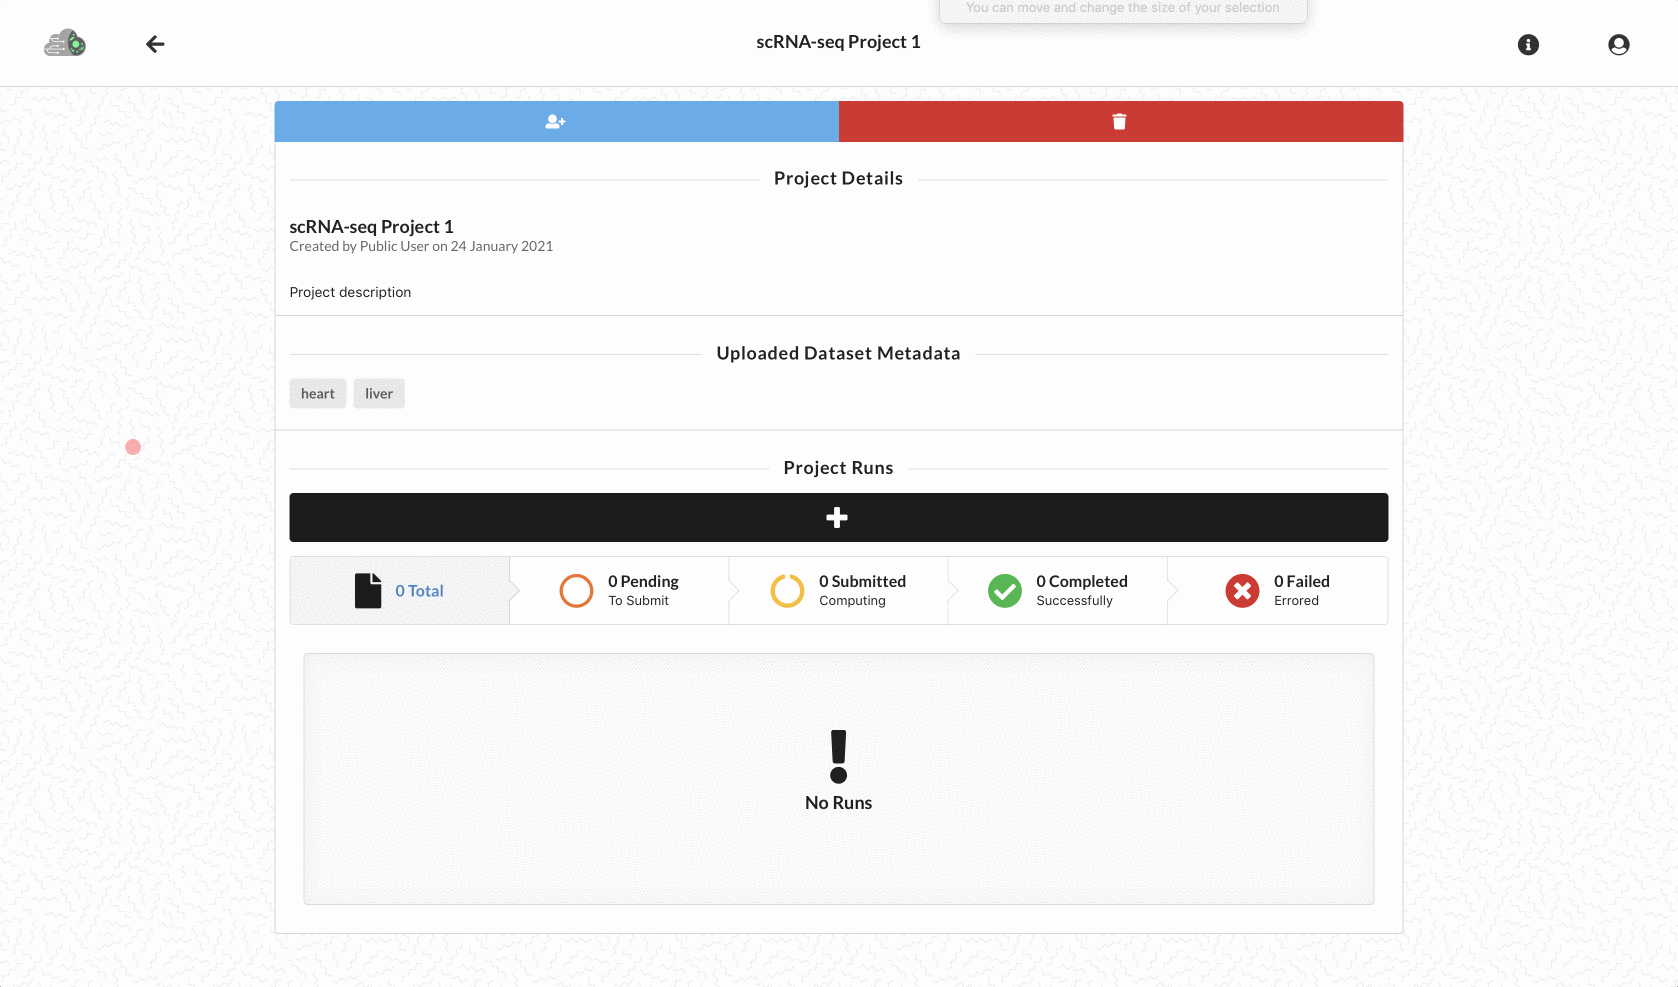 You can move and change the size of your selection
scRNA-seq Project 1
Project Details
scRNA-seq Project 1
Created by Public User on 24 January 2021
Project description
Uploaded Dataset Metadata
heart liver
Project Runs
0 Total
0 Pending
To Submit
0 Submitted
Computing
0 Completed
Successfully
0 Failed
Errored
No Runs